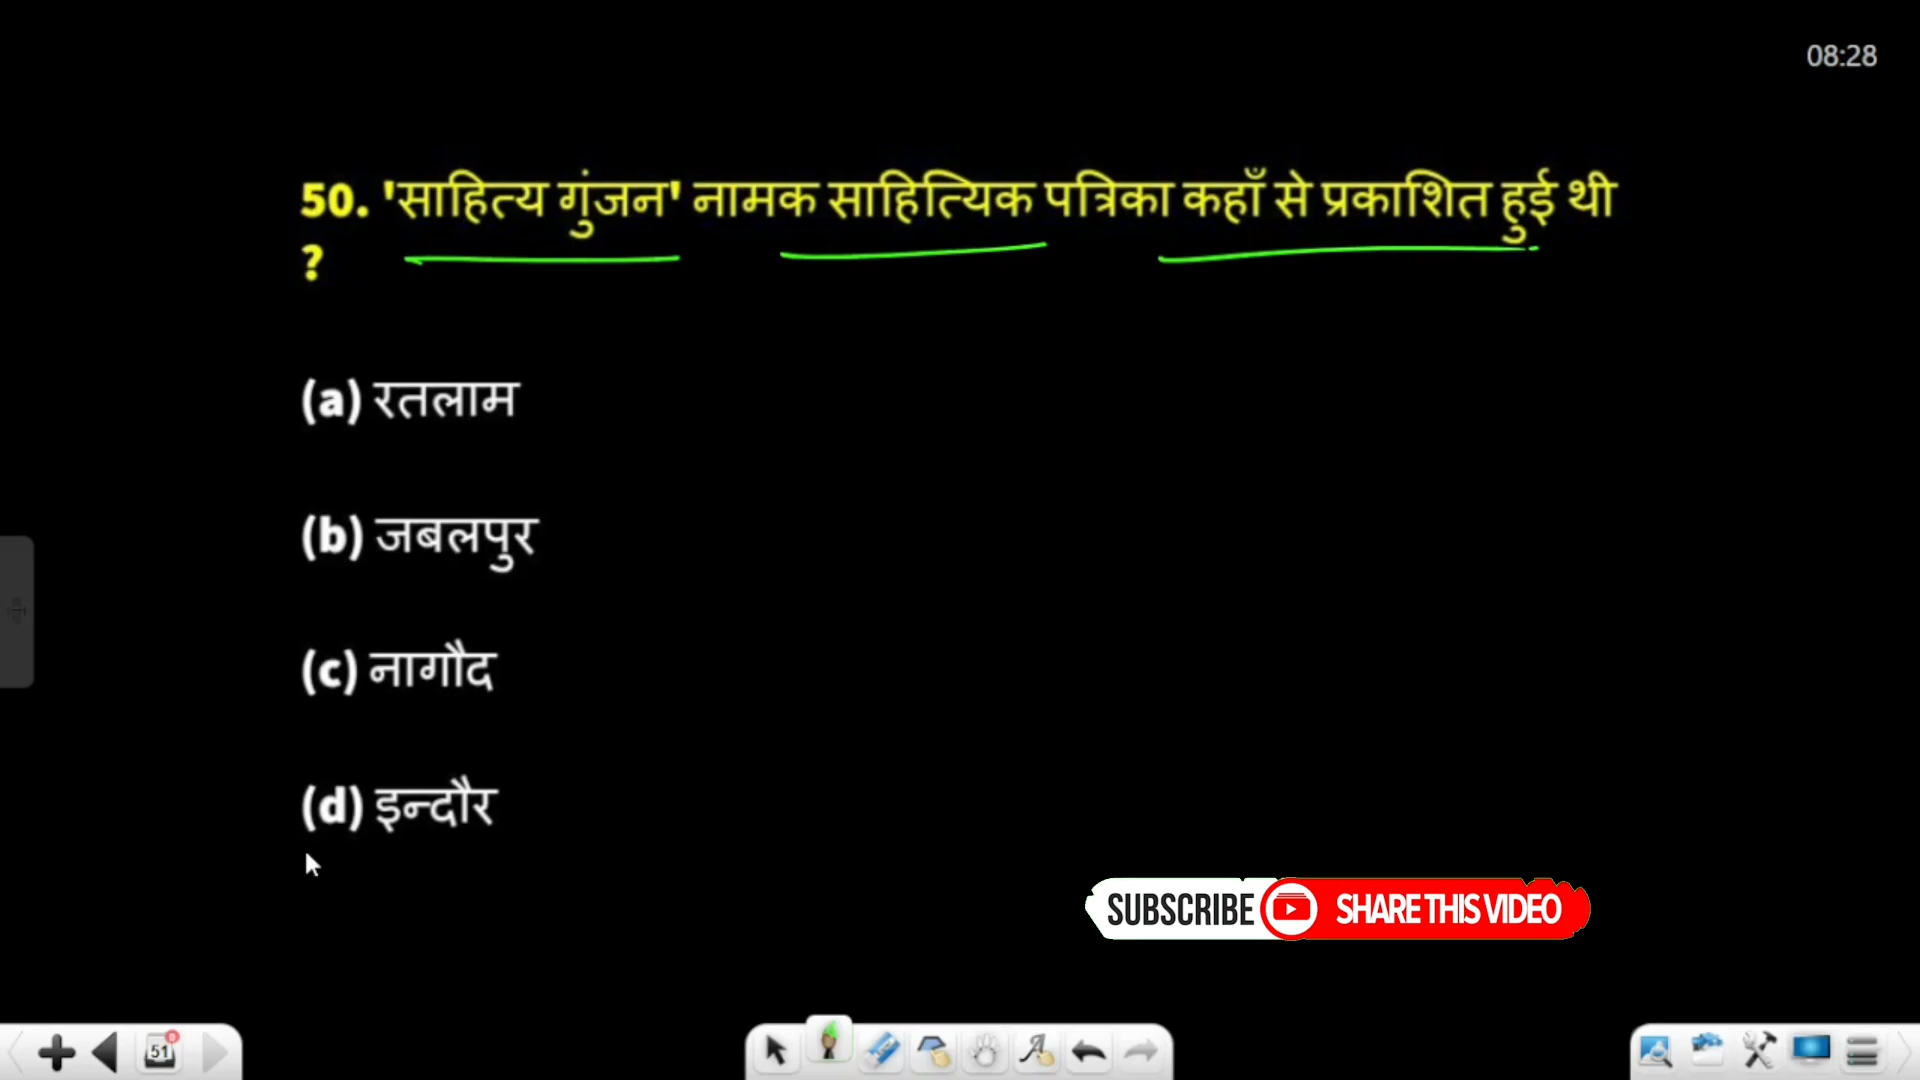 08:28
50. 'साहित्य गुंजन' नामक साहित्यिक पत्रिका कहाँ से प्रकाशित हुई थी
?
(a) रतलाम
(b) जबलपुर
(c) नागौद
(d) इन्दौर
SUBSCRIBE SHARE THIS VIDEO
51